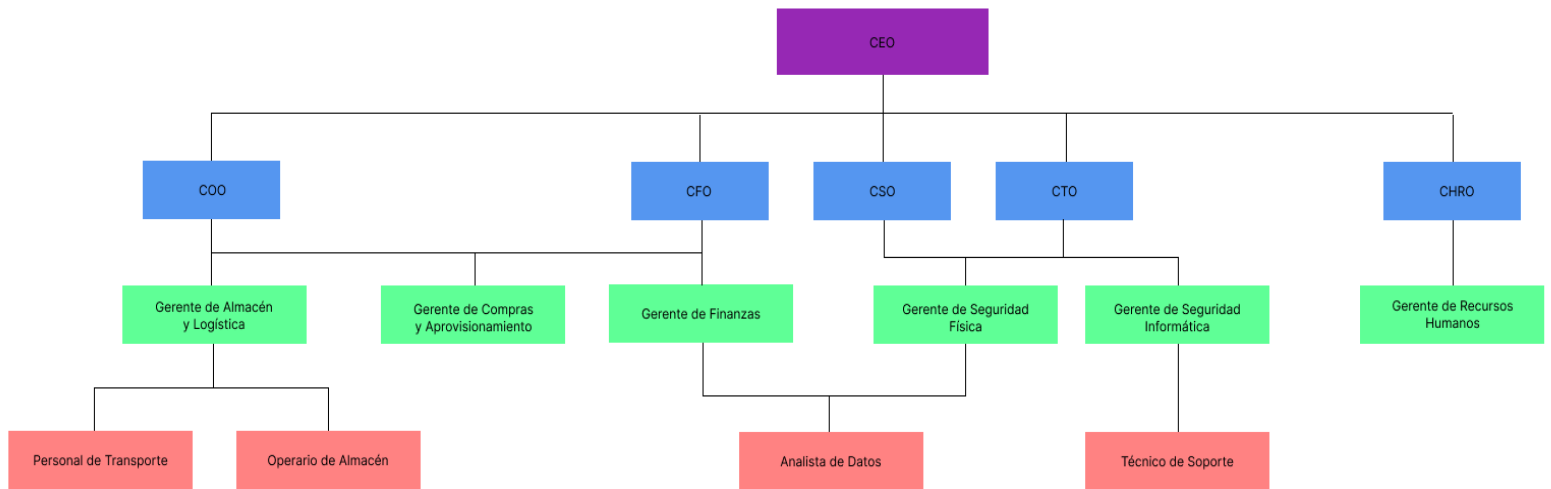 CEO
COO
CFO
CSO
CTO
CHRO
Gerente de Almacén
y Logística
Gerente de Compras
y Aprovisionamiento
Gerente de Finanzas
Gerente de Seguridad
Física
Gerente de Seguridad
Informática
Gerente de Recursos
Humanos
Personal de Transporte
Operario de Almacén
Analista de Datos
Técnico de Soporte